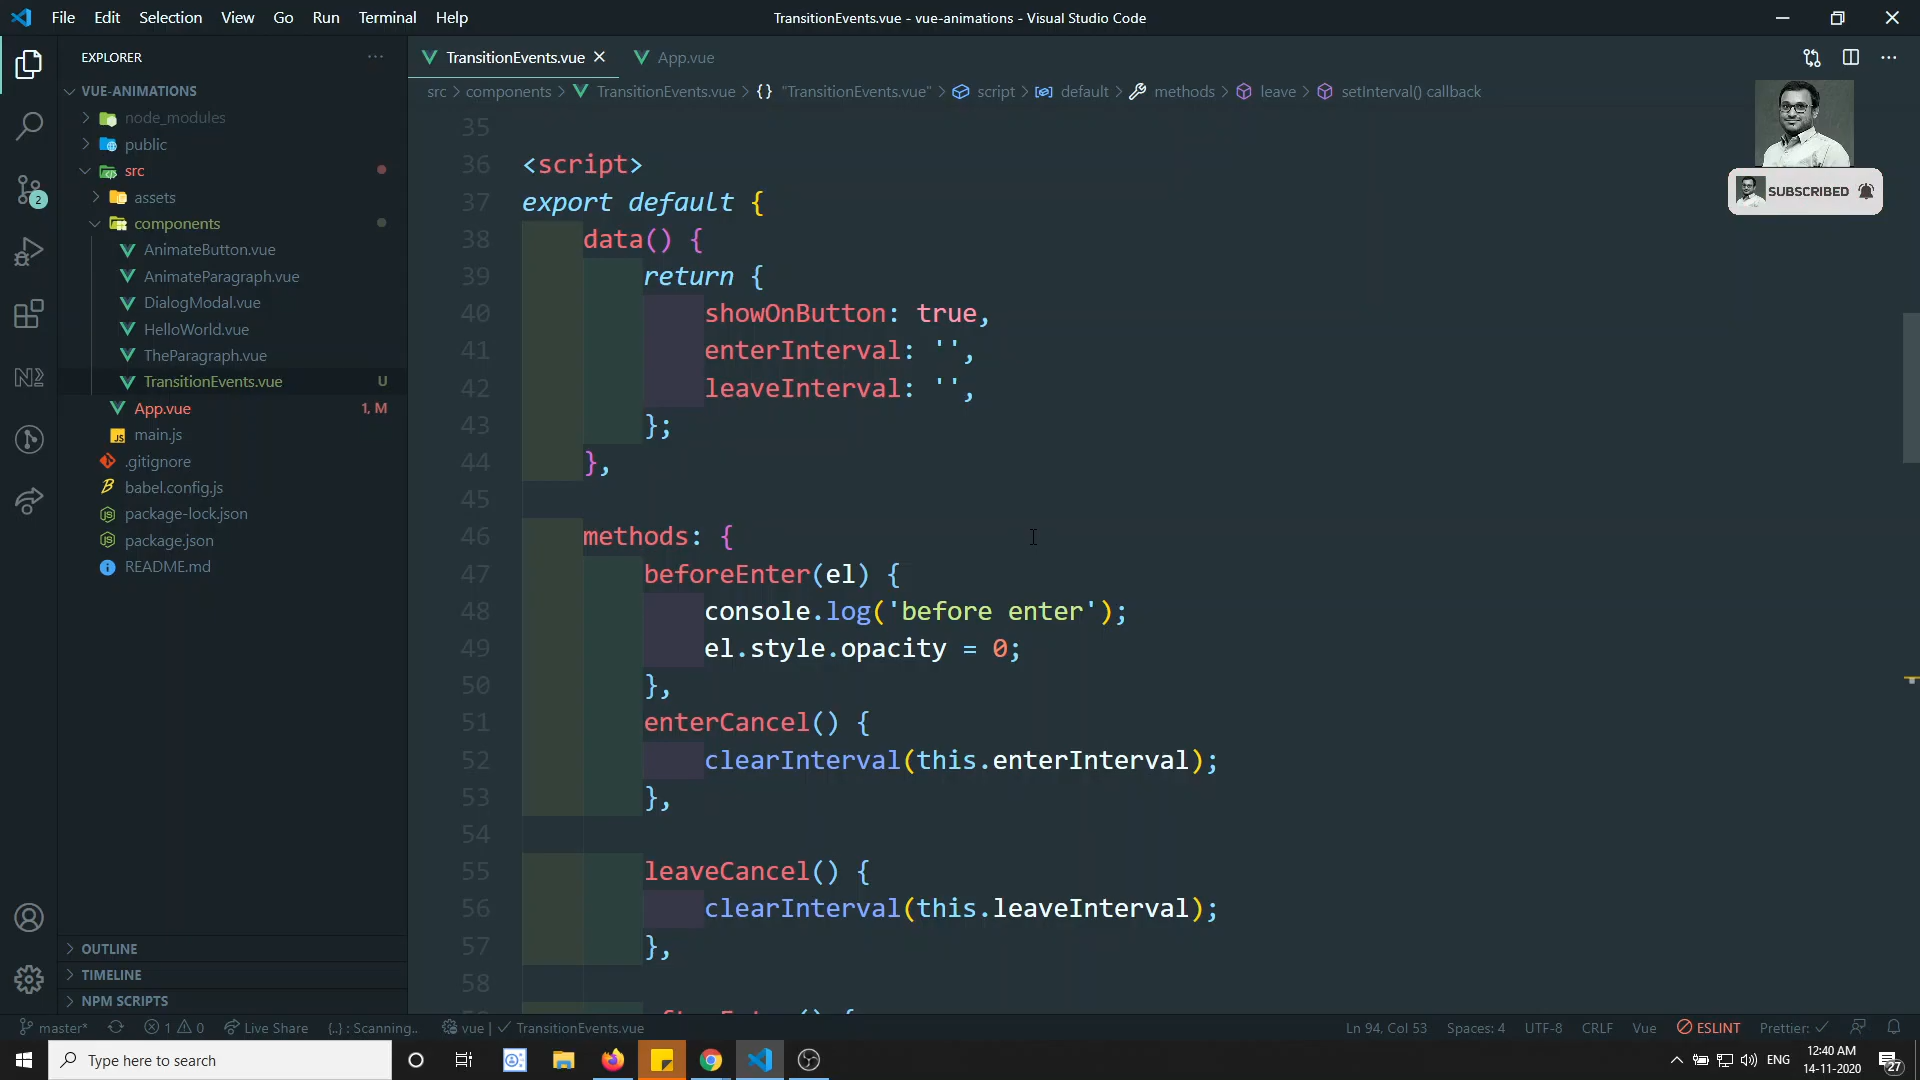 File Edit Selection View Go Run Terminal Help
TransitionEvents.vue - vue-animations - Visual Studio Code
EXPLORER
TransitionEvents.vue
App.vue
src > components > TransitionEvents.vue > {} "TransitionEvents.vue" > script > default > methods > leave > setInterval() callback
VUE-ANIMATIONS
node_modules
public
src
assets
components
AnimateButton.vue
AnimateParagraph.vue
DialogModal.vue
HelloWorld.vue
TheParagraph.vue
TransitionEvents.vue U
App.vue 1, M
main.js
.gitignore
babel.config.js
package-lock.json
package.json
README.md
OUTLINE
TIMELINE
NPM SCRIPTS
2
35
36 <script>
37 export default {
38 data() {
39 return {
40 showOnButton: true,
41 enterInterval: '',
42 leaveInterval: '',
43 };
44 },
45
46 methods: {
47 beforeEnter(el) {
48 console.log('before enter');
49 el.style.opacity = 0;
50 },
51 enterCancel() {
52 clearInterval(this.enterInterval);
53 },
54
55 leaveCancel() {
56 clearInterval(this.leaveInterval);
57 },
58
SUBSCRIBED
master* 1 0 Live Share {..} : Scanning.. vue | TransitionEvents.vue
Ln 94, Col 53 Spaces: 4 UTF-8 CRLF Vue ESLINT Prettier: ✓
Type here to search
ENG
12:40 AM
14-11-2020
27